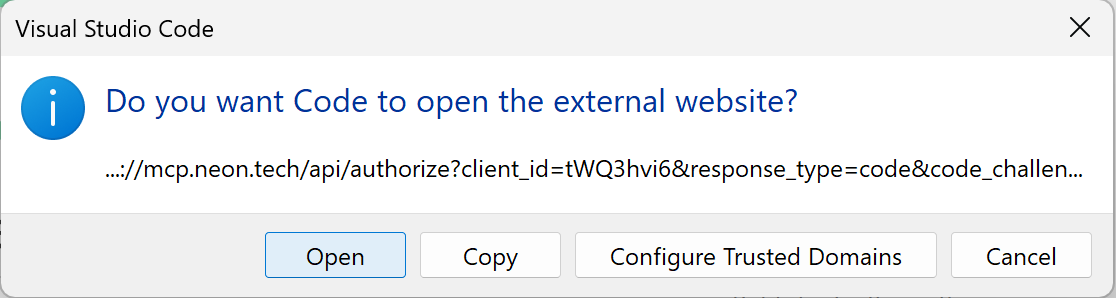 Visual Studio Code
Do you want Code to open the external website?
...://mcp.neon.tech/api/authorize?client_id=tWQ3hvi6&response_type=code&code_challen...
Open
Copy
Configure Trusted Domains
Cancel